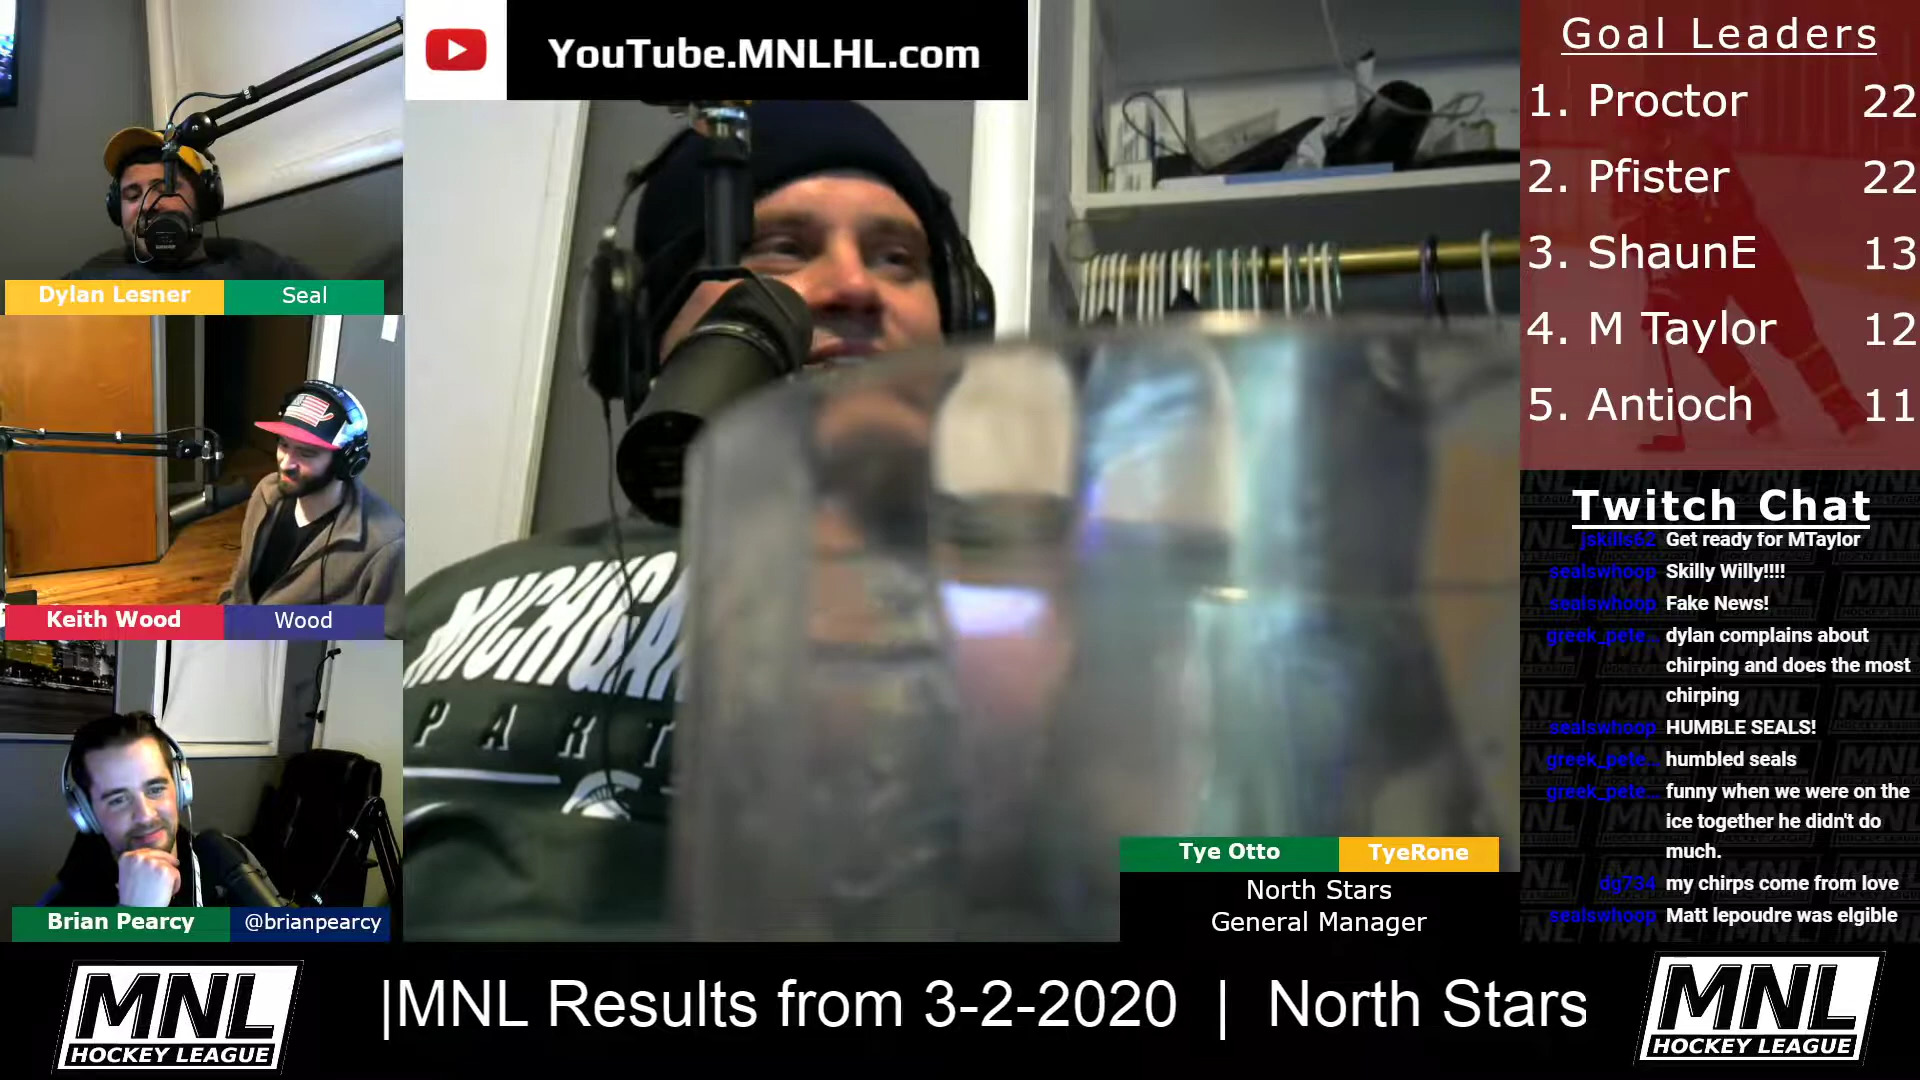 YouTube.MNLHL.com
Goal Leaders
1. Proctor 22
2. Pfister 22
3. ShaunE 13
4. M Taylor 12
5. Antioch 11
Dylan Lesner Seal
Keith Wood Wood
Brian Pearcy @brianpearcy
MICHIGA
PART
Tye Otto TyeRone
North Stars
General Manager
Twitch Chat
jskills62 Get ready for MTaylor
sealswhoop Skilly Willy!!!!
sealswhoop Fake News!
greek_pete... dylan complains about
chirping and does the most
chirping
sealswhoop HUMBLE SEALS!
greek_pete... humbled seals
greek_pete... funny when we were on the
ice together he didn't do
much.
dg734 my chirps come from love
sealswhoop Matt lepoudre was elgible
MNL
HOCKEY LEAGUE
|MNL Results from 3-2-2020 | North Stars
MNL
HOCKEY LEAGUE